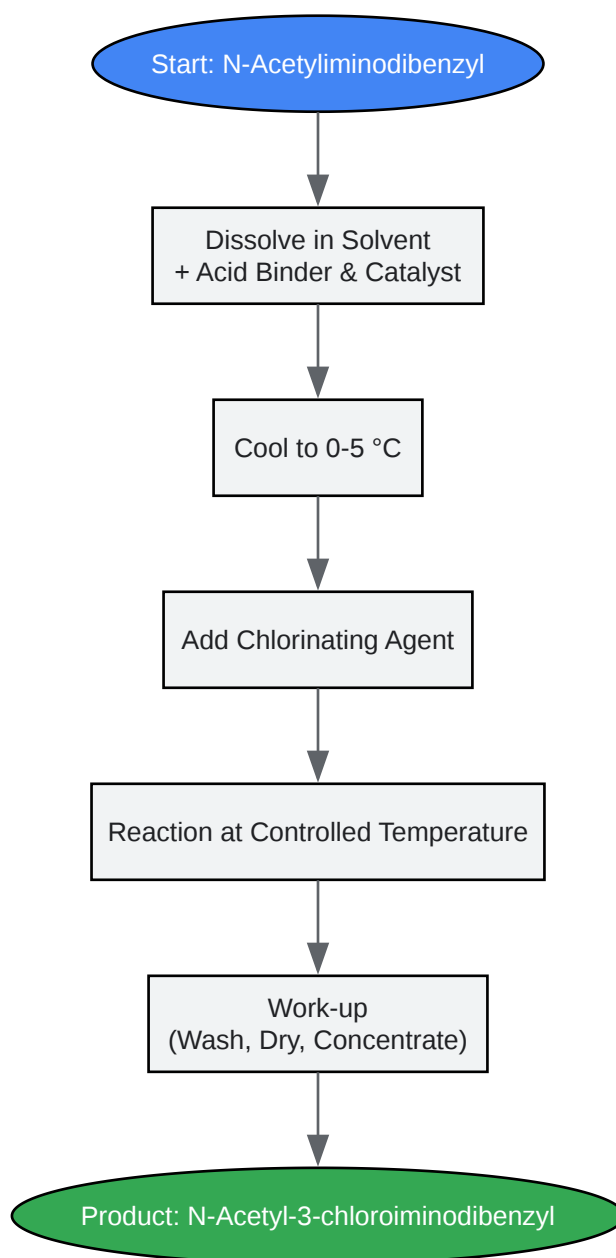 Start: N-Acetyliminodibenzyl
Dissolve in Solvent
+ Acid Binder & Catalyst
Cool to 0-5 °C
Add Chlorinating Agent
Reaction at Controlled Temperature
Work-up
(Wash, Dry, Concentrate)
Product: N-Acetyl-3-chloroiminodibenzyl